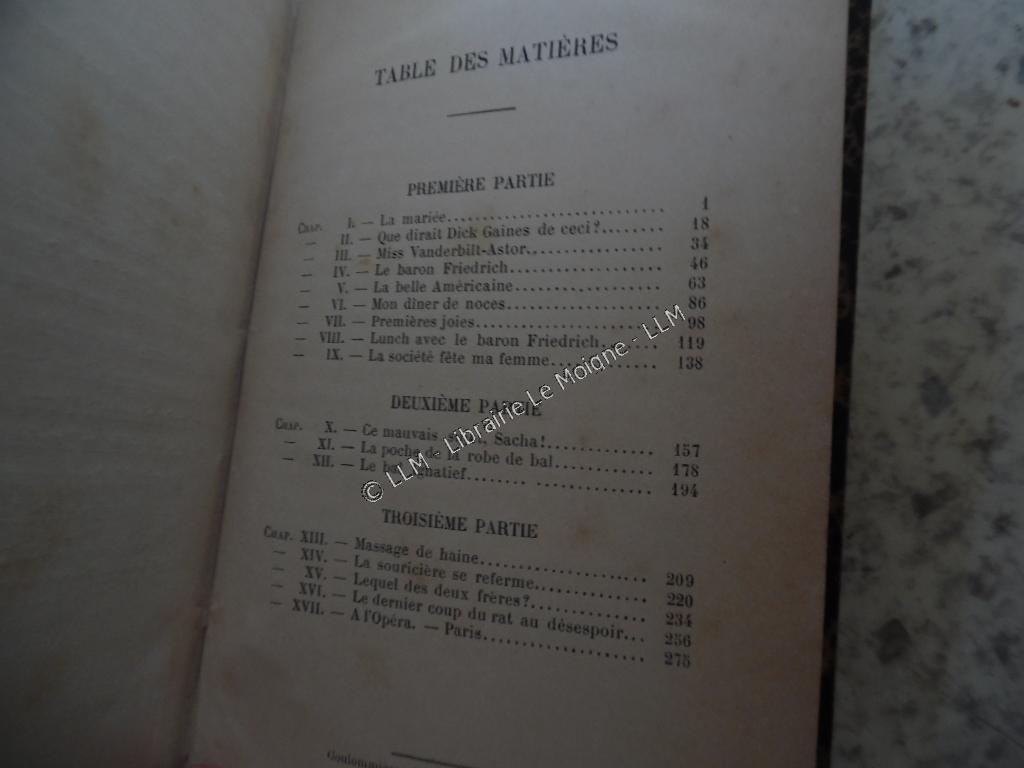 TABLE DES MATIÈRES
PREMIÈRE PARTIE
CHAP. I. — La mariée........ 1
— II. — Que dirait Dick Gaines de ceci?........ 18
— III. — Miss Vanderbilt-Astor........ 34
— IV. — Le baron Friedrich........ 46
— V. — La belle Américaine........ 63
— VI. — Mon dîner de noces........ 86
— VII. — Premières joies........ 98
— VIII. — Lunch avec le baron Friedrich........ 119
— IX. — La société fête ma femme........ 138
DEUXIÈME PARTIE
CHAP. X. — Ce mauvais Sacha!........ 157
— XI. — La poche de la robe de bal........ 178
— XII. — Le bal ........ 194
TROISIÈME PARTIE
CHAP. XIII. — Massage de haine........ 209
— XIV. — La souricière se referme........ 220
— XV. — Lequel des deux frères?........ 234
— XVI. — Le dernier coup du rat au désespoir... 256
— XVII. — A l'Opéra. — Paris........ 275
© LLM - Librairie Le Moigne - LLM